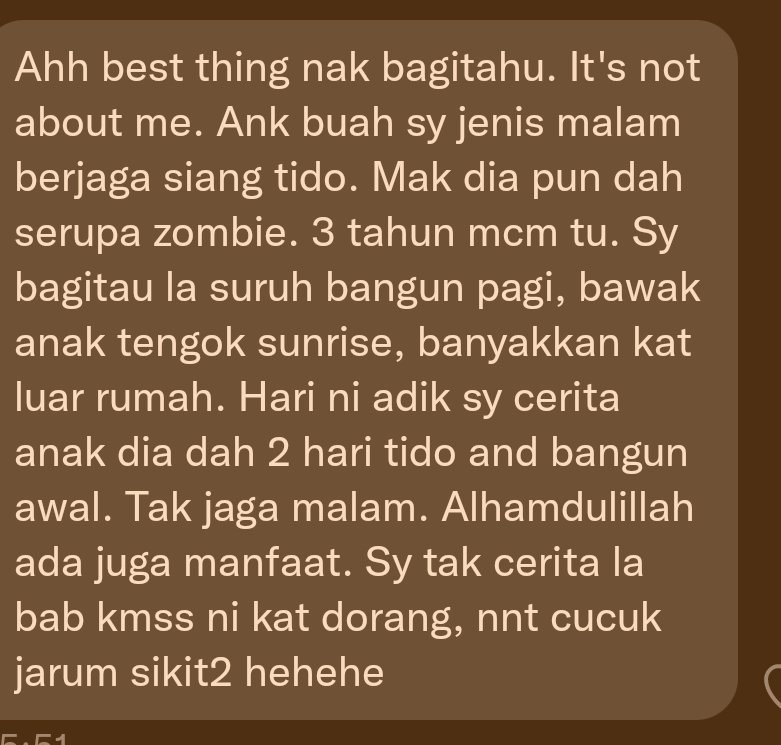 Ahh best thing nak bagitahu. It's not
about me. Ank buah sy jenis malam
berjaga siang tido. Mak dia pun dah
serupa zombie. 3 tahun mcm tu. Sy
bagitau la suruh bangun pagi, bawak
anak tengok sunrise, banyakkan kat
luar rumah. Hari ni adik sy cerita
anak dia dah 2 hari tido and bangun
awal. Tak jaga malam. Alhamdulillah
ada juga manfaat. Sy tak cerita la
bab kmss ni kat dorang, nnt cucuk
jarum sikit2 hehehe